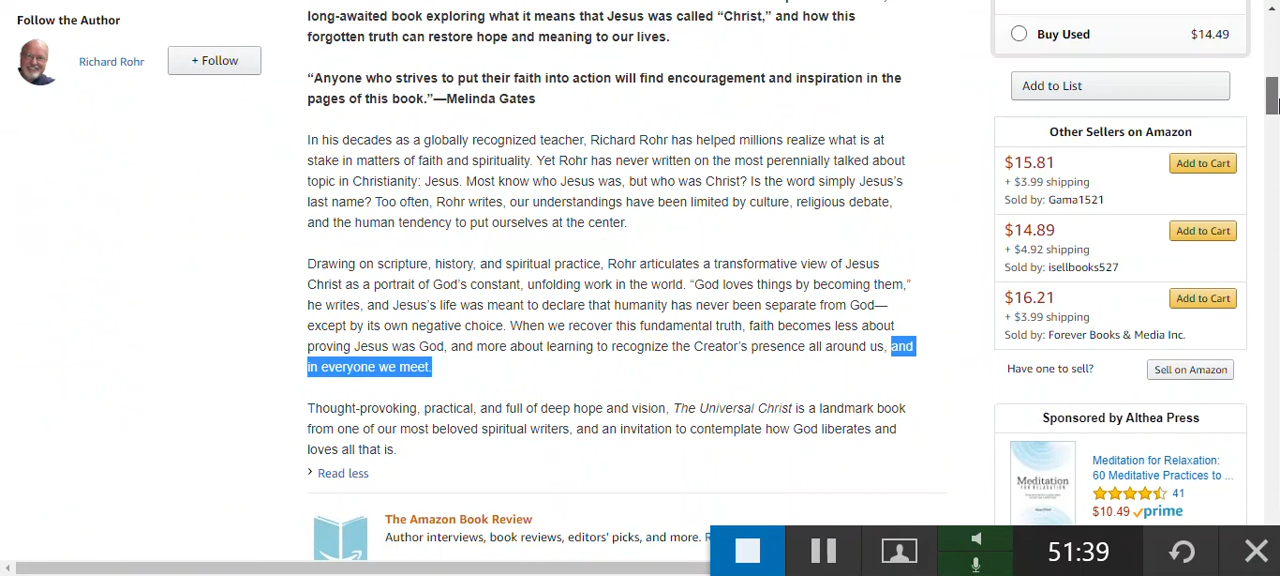 Follow the Author
Richard Rohr
+ Follow
long-awaited book exploring what it means that Jesus was called “Christ,” and how this
forgotten truth can restore hope and meaning to our lives.
“Anyone who strives to put their faith into action will find encouragement and inspiration in the
pages of this book.”—Melinda Gates
In his decades as a globally recognized teacher, Richard Rohr has helped millions realize what is at
stake in matters of faith and spirituality. Yet Rohr has never written on the most perennially talked about
topic in Christianity: Jesus. Most know who Jesus was, but who was Christ? Is the word simply Jesus’s
last name? Too often, Rohr writes, our understandings have been limited by culture, religious debate,
and the human tendency to put ourselves at the center.
Drawing on scripture, history, and spiritual practice, Rohr articulates a transformative view of Jesus
Christ as a portrait of God’s constant, unfolding work in the world. “God loves things by becoming them,”
he writes, and Jesus’s life was meant to declare that humanity has never been separate from God—
except by its own negative choice. When we recover this fundamental truth, faith becomes less about
proving Jesus was God, and more about learning to recognize the Creator’s presence all around us, and
in everyone we meet.
Thought-provoking, practical, and full of deep hope and vision, The Universal Christ is a landmark book
from one of our most beloved spiritual writers, and an invitation to contemplate how God liberates and
loves all that is.
Read less
The Amazon Book Review
Author interviews, book reviews, editors' picks, and more.
Buy Used
$14.49
Add to List
Other Sellers on Amazon
$15.81
Add to Cart
+ $3.99 shipping
Sold by: Gama1521
$14.89
Add to Cart
+ $4.92 shipping
Sold by: isellbooks527
$16.21
Add to Cart
+ $3.99 shipping
Sold by: Forever Books & Media Inc.
Have one to sell?
Sell on Amazon
Sponsored by Althea Press
Meditation
Meditation for Relaxation:
60 Meditative Practices to ...
41
$10.49 prime
51:39